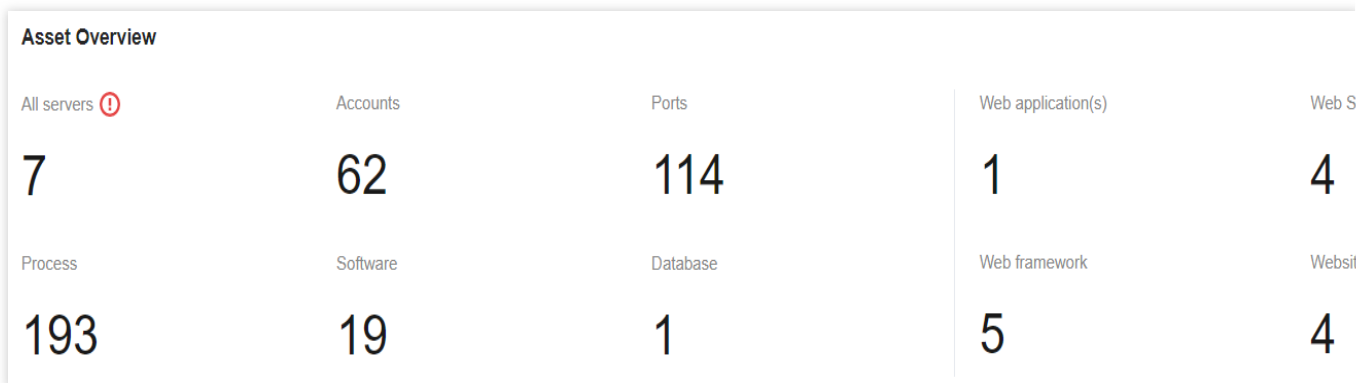 Asset Overview
All servers Accounts Ports Web application(s) Web
7 62 114 1 4
Process Software Database Web framework
193 19 1 5 4